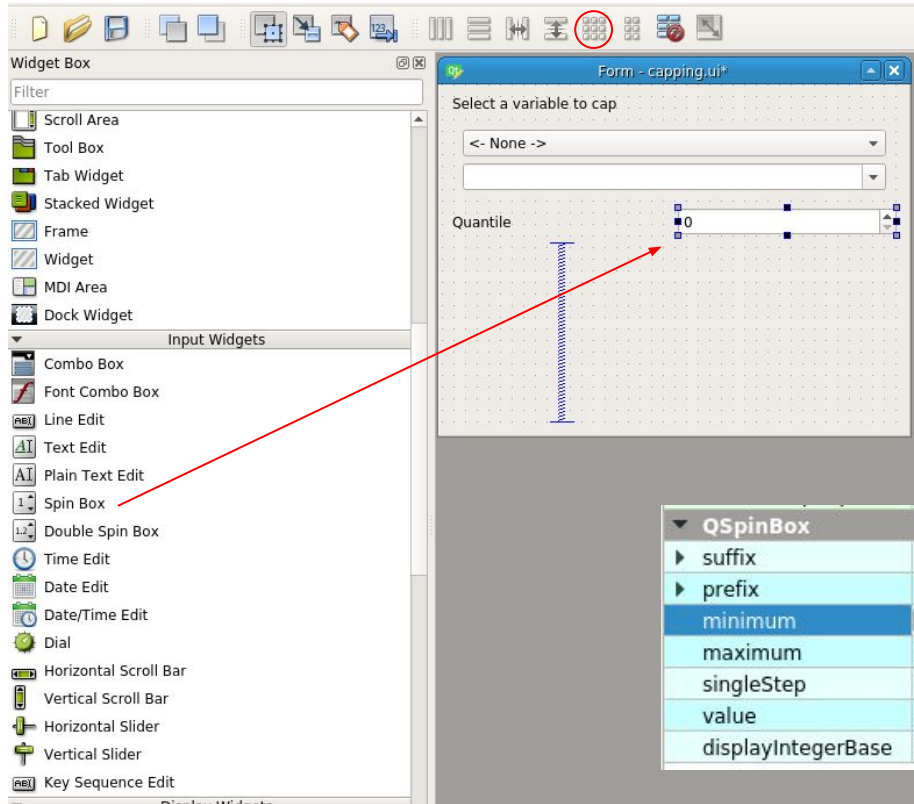 Widget Box
Filter
Scroll Area
Tool Box
Tab Widget
Stacked Widget
Frame
Widget
MDI Area
Dock Widget
Input Widgets
Combo Box
Font Combo Box
Line Edit
Text Edit
Plain Text Edit
Spin Box
Double Spin Box
Time Edit
Date Edit
Date/Time Edit
Dial
Horizontal Scroll Bar
Vertical Scroll Bar
Horizontal Slider
Vertical Slider
Key Sequence Edit
Form - capping.ui*
Select a variable to cap
<- None ->
Quantile
0
QSpinBox
suffix
prefix
minimum
maximum
singleStep
value
displayIntegerBase